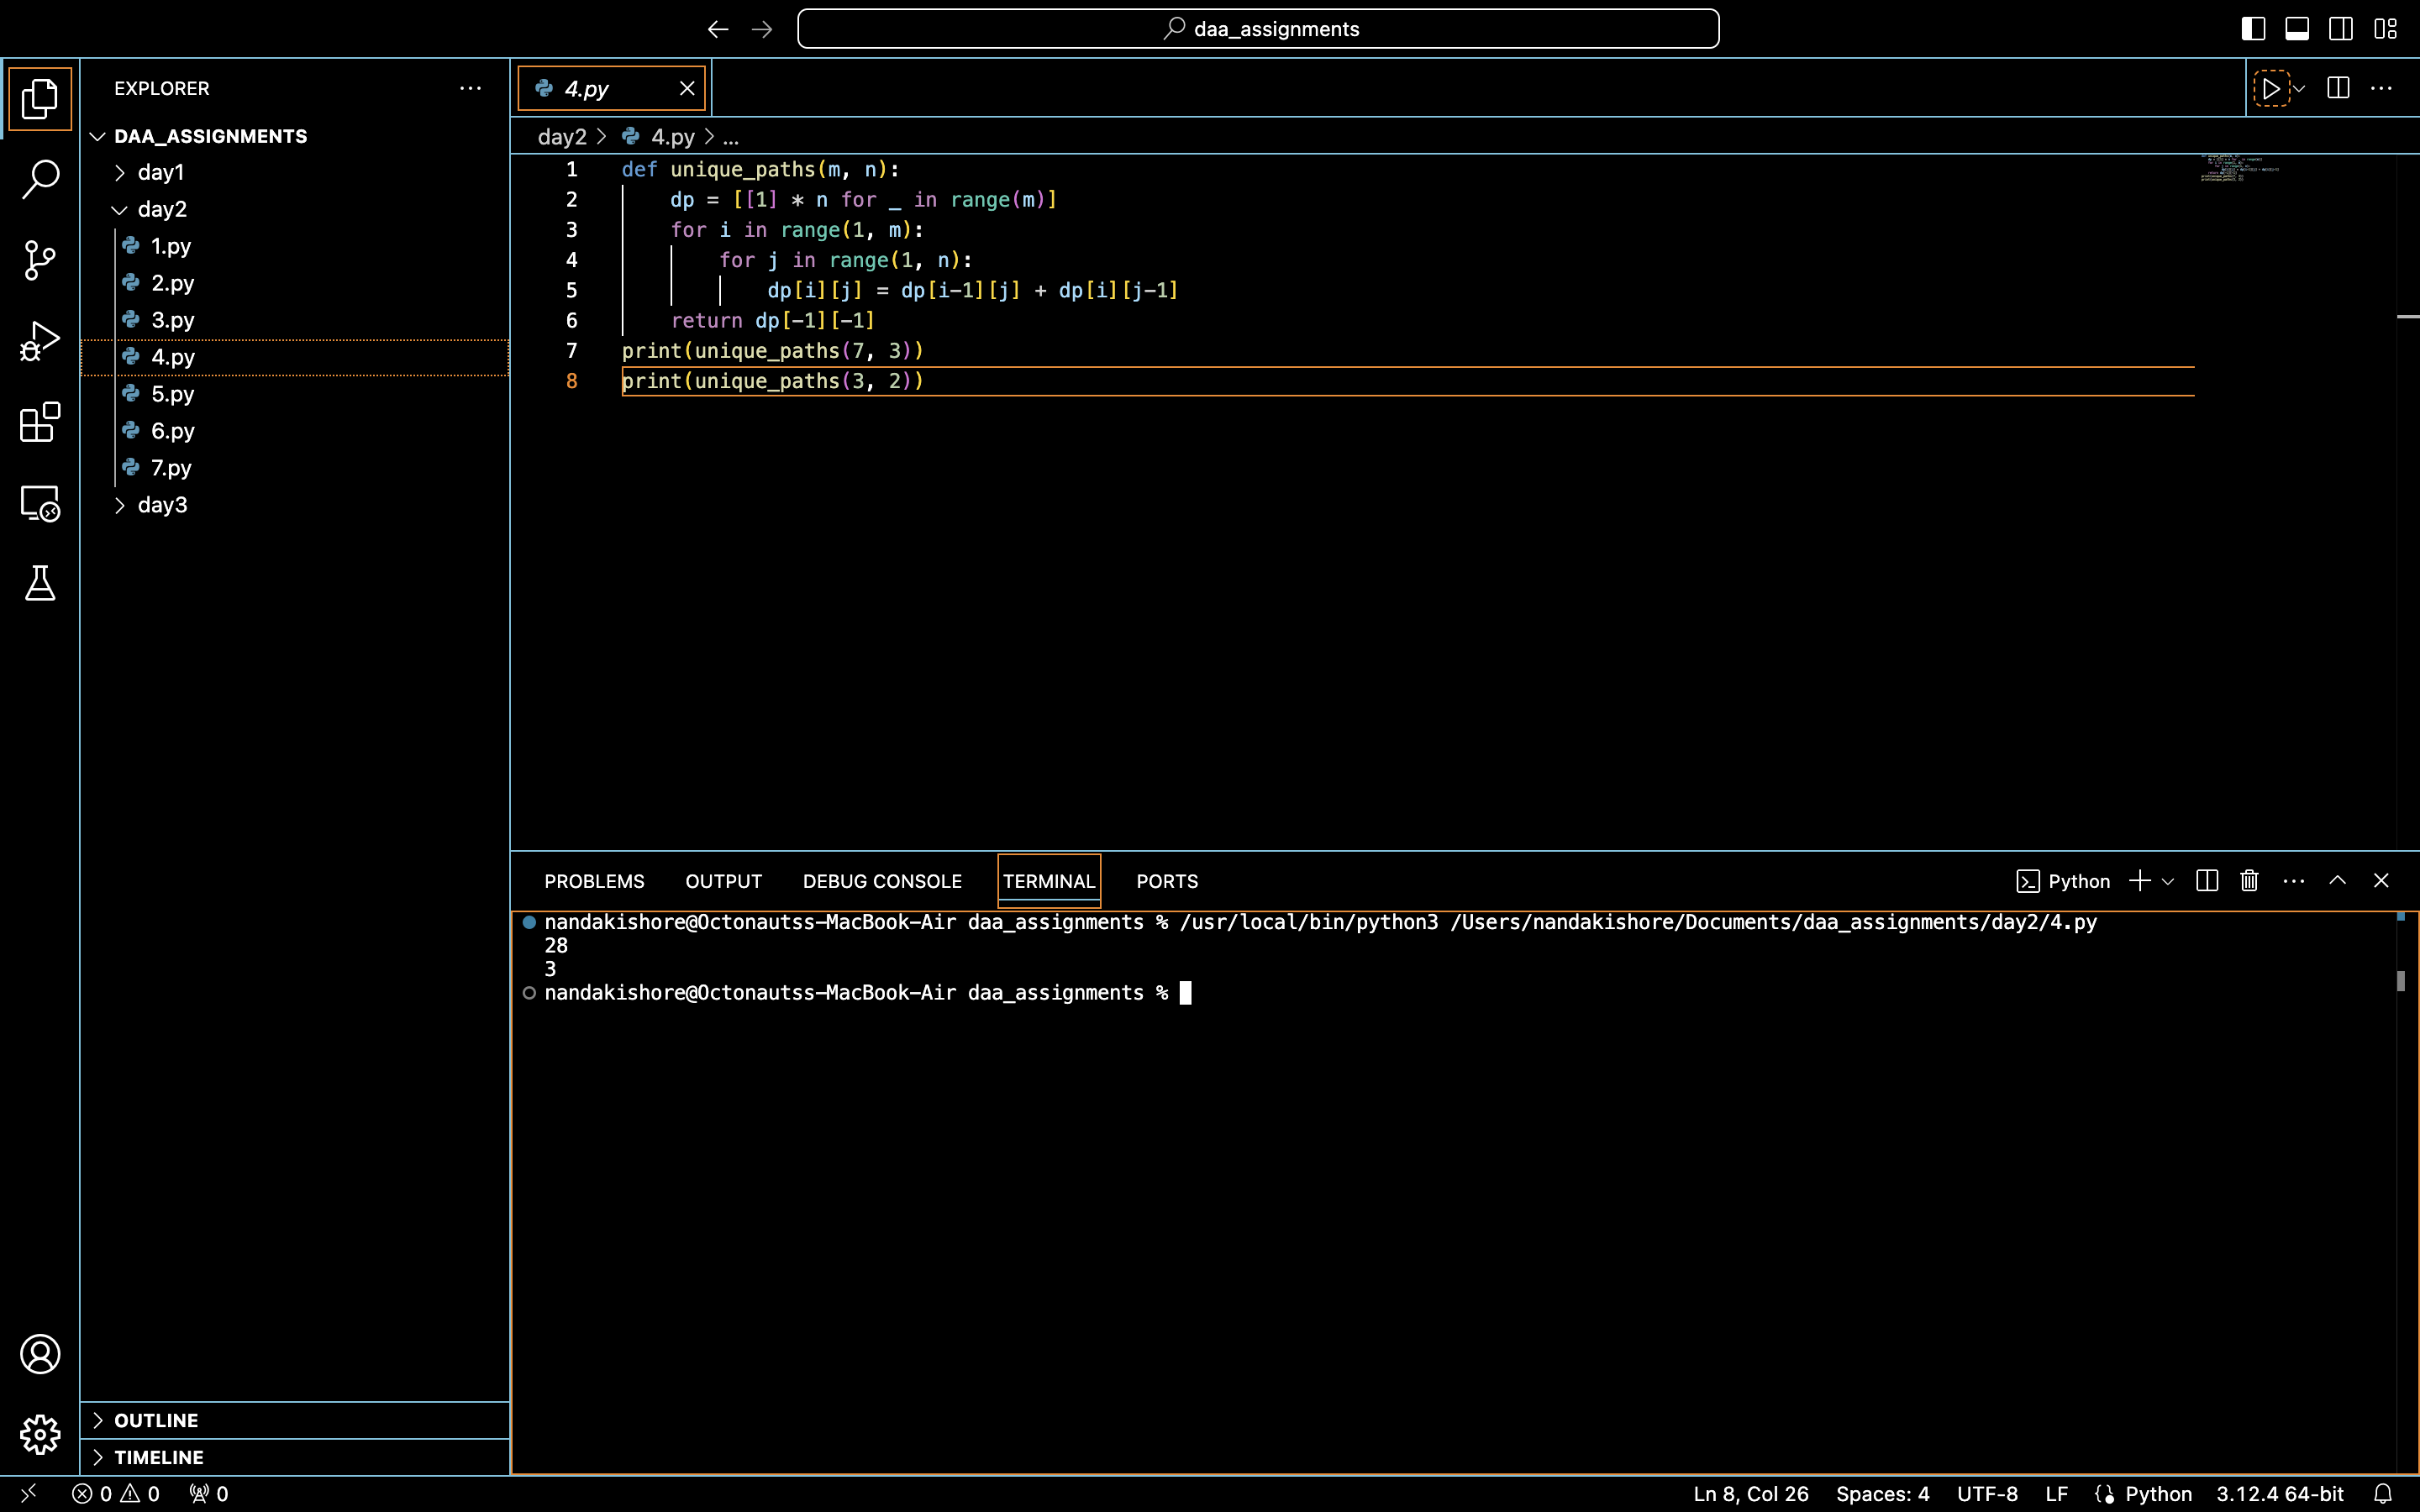 daa_assignments
EXPLORER
DAA_ASSIGNMENTS
day1
day2
1.py
2.py
3.py
4.py
5.py
6.py
7.py
day3
OUTLINE
TIMELINE
4.py
day2 > 4.py > ...
1 def unique_paths(m, n):
2     dp = [[1] * n for _ in range(m)]
3     for i in range(1, m):
4         for j in range(1, n):
5             dp[i][j] = dp[i-1][j] + dp[i][j-1]
6     return dp[-1][-1]
7 print(unique_paths(7, 3))
8 print(unique_paths(3, 2))
PROBLEMS OUTPUT DEBUG CONSOLE TERMINAL PORTS Python
nandakishore@Octonautss-MacBook-Air daa_assignments % /usr/local/bin/python3 /Users/nandakishore/Documents/daa_assignments/day2/4.py
28
3
nandakishore@Octonautss-MacBook-Air daa_assignments %
0 0 0 Ln 8, Col 26 Spaces: 4 UTF-8 LF Python 3.12.4 64-bit